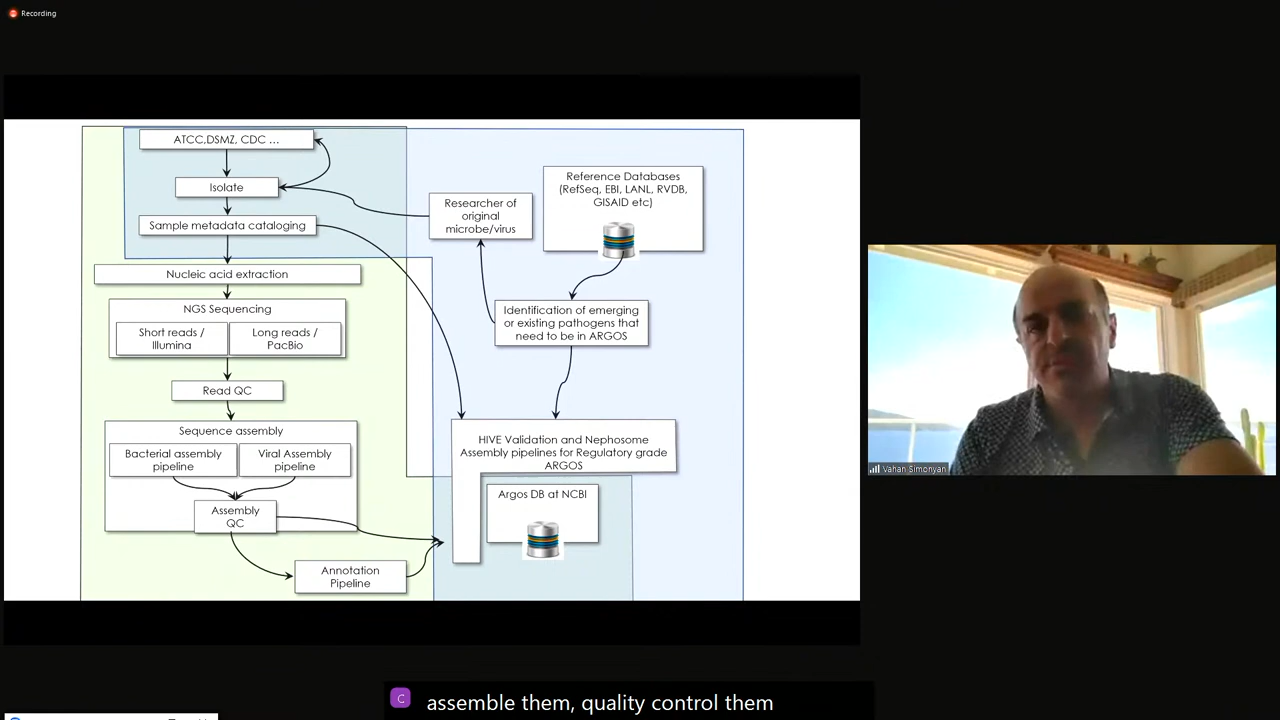 Recording
ATCC,DSMZ, CDC ...
Isolate
Sample metadata cataloging
Nucleic acid extraction
NGS Sequencing
Short reads /
Illumina
Long reads /
PacBio
Read QC
Sequence assembly
Bacterial assembly
pipeline
Viral Assembly
pipeline
Assembly
QC
Annotation
Pipeline
Researcher of
original
microbe/virus
Reference Databases
(RefSeq, EBI, LANL, RVDB,
GISAID etc)
Identification of emerging
or existing pathogens that
need to be in ARGOS
HIVE Validation and Nephosome
Assembly pipelines for Regulatory grade
ARGOS
Argos DB at NCBI
Vahan Simonyan
C
assemble them, quality control them